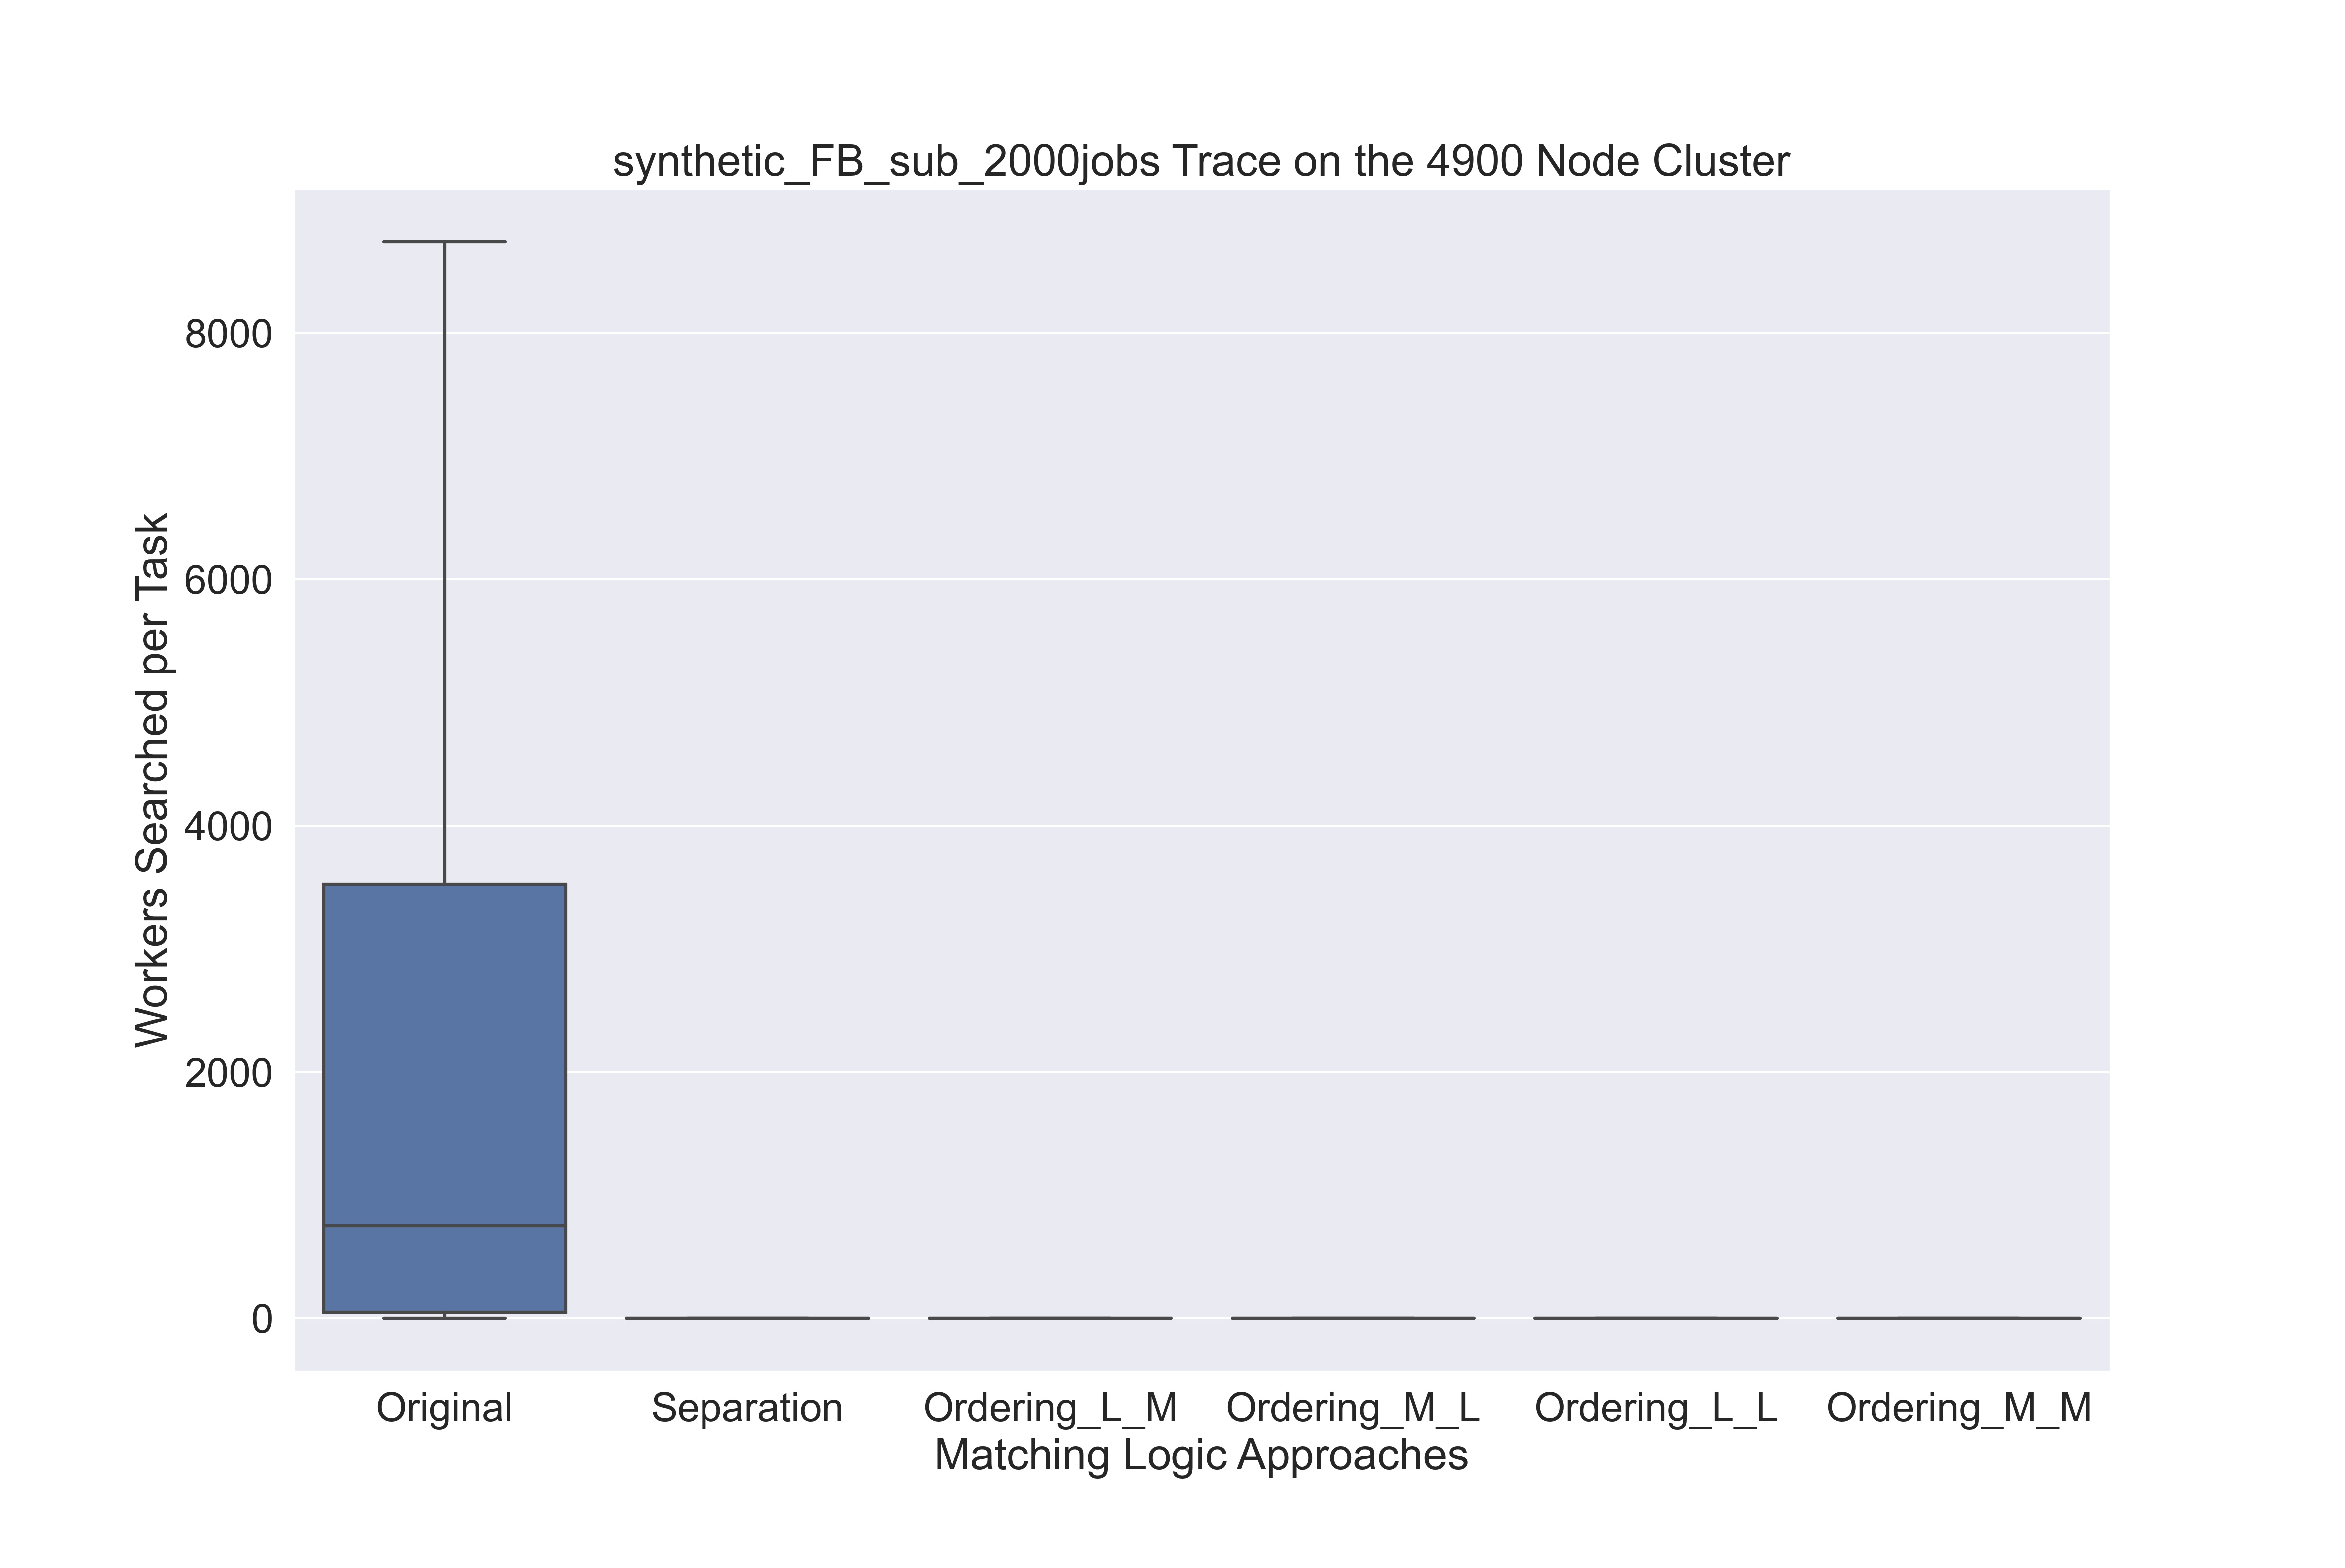 synthetic_FB_sub_2000jobs Trace on the 4900 Node Cluster
Workers Searched per Task
8000
6000
4000
2000
0
Original Separation Ordering_L_M Ordering_M_L Ordering_L_L Ordering_M_M
Matching Logic Approaches